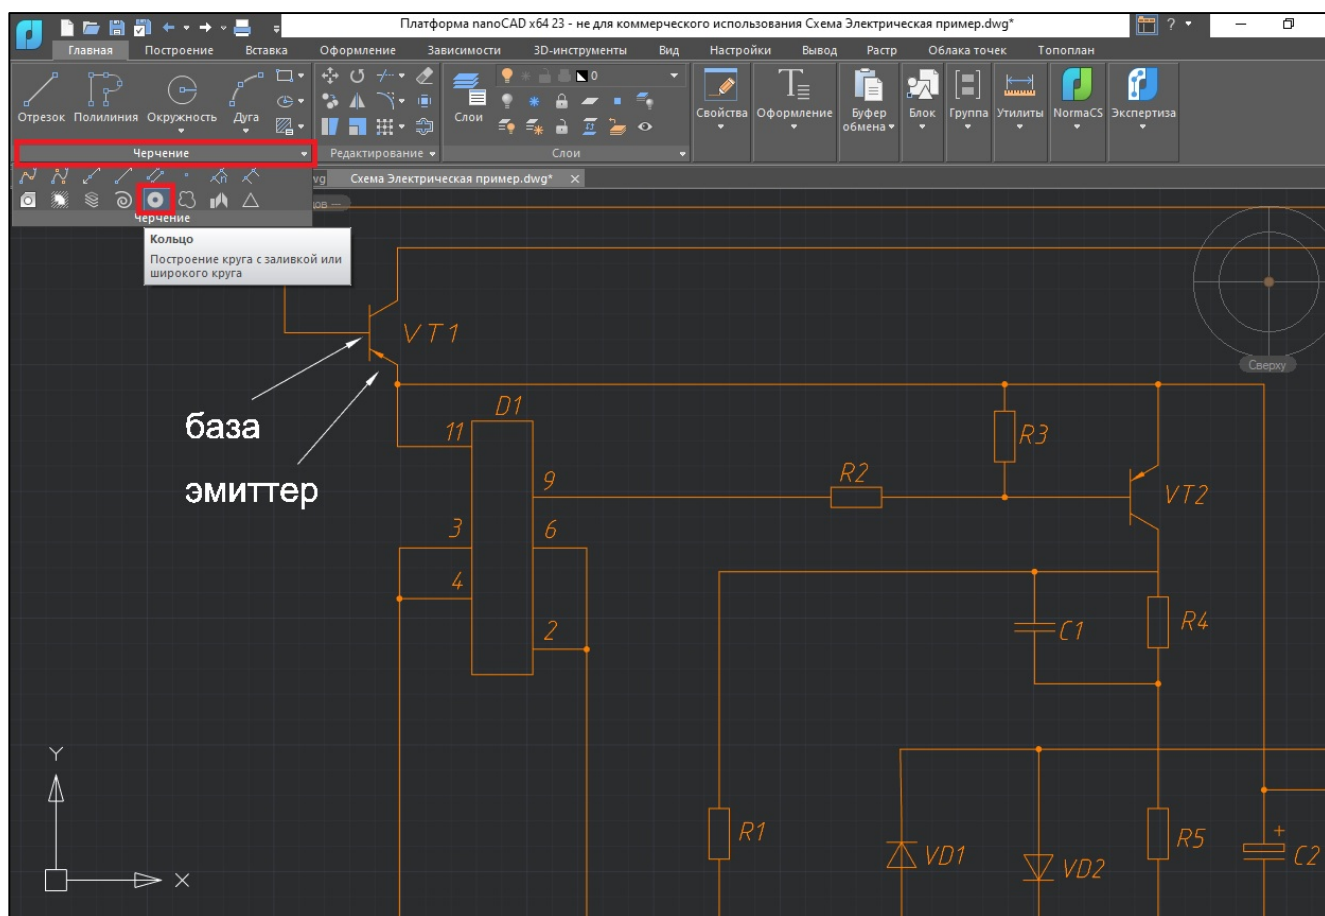 Платформа nanoCAD x64 23 - не для коммерческого использования Схема Электрическая пример.dwg*
?
Главная Построение Вставка Оформление Зависимости 3D-инструменты Вид Настройки Вывод Растр Облака точек Топоплан
0
Отрезок Полилиния Окружность Дуга Слои Свойства Оформление Буфер обмена Блок Группа Утилиты NormaCS Экспертиза
Черчение Редактирование Слои
Схема Электрическая пример.dwg*
Черчение
Кольцо
Построение круга с заливкой или
широкого круга
VT1
Сверху
D1
база
11
R3
эмиттер
9
R2
VT2
3
6
4
2
C1
R4
Y
R1
VD1
VD2
R5
+
C2
X